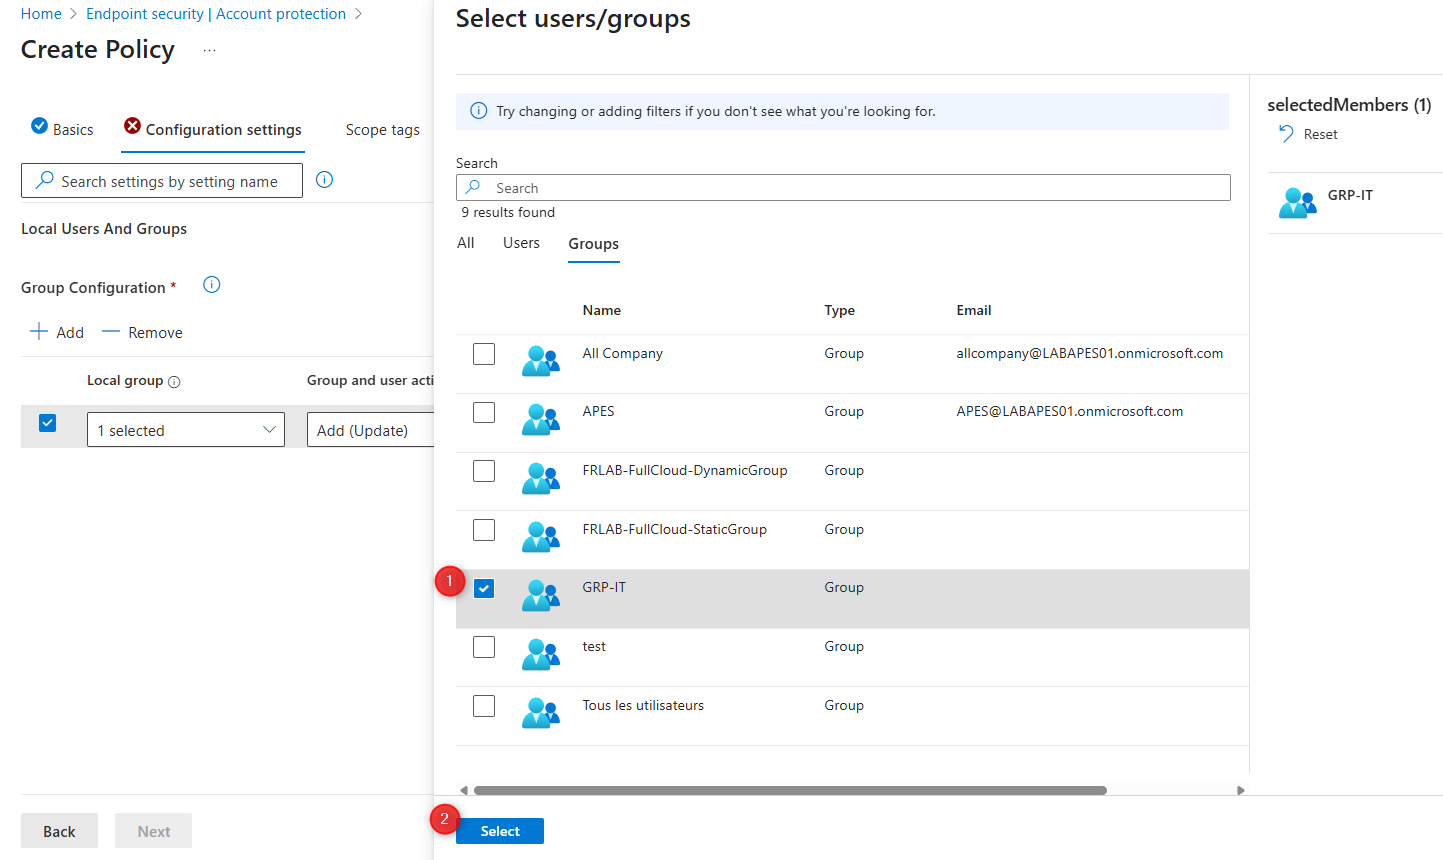 Home > Endpoint security | Account protection >
Create Policy ...
Basics
Configuration settings
Scope tags
Search settings by setting name
Local Users And Groups
Group Configuration *
Add
Remove
Local group
Group and user acti
1 selected
Add (Update)
Back
Next
Select users/groups
Try changing or adding filters if you don't see what you're looking for.
Search
Search
9 results found
All
Users
Groups
Name Type Email
All Company Group allcompany@LABAPES01.onmicrosoft.com
APES Group APES@LABAPES01.onmicrosoft.com
FRLAB-FullCloud-DynamicGroup Group
FRLAB-FullCloud-StaticGroup Group
1 GRP-IT Group
test Group
Tous les utilisateurs Group
2 Select
selectedMembers (1)
Reset
GRP-IT